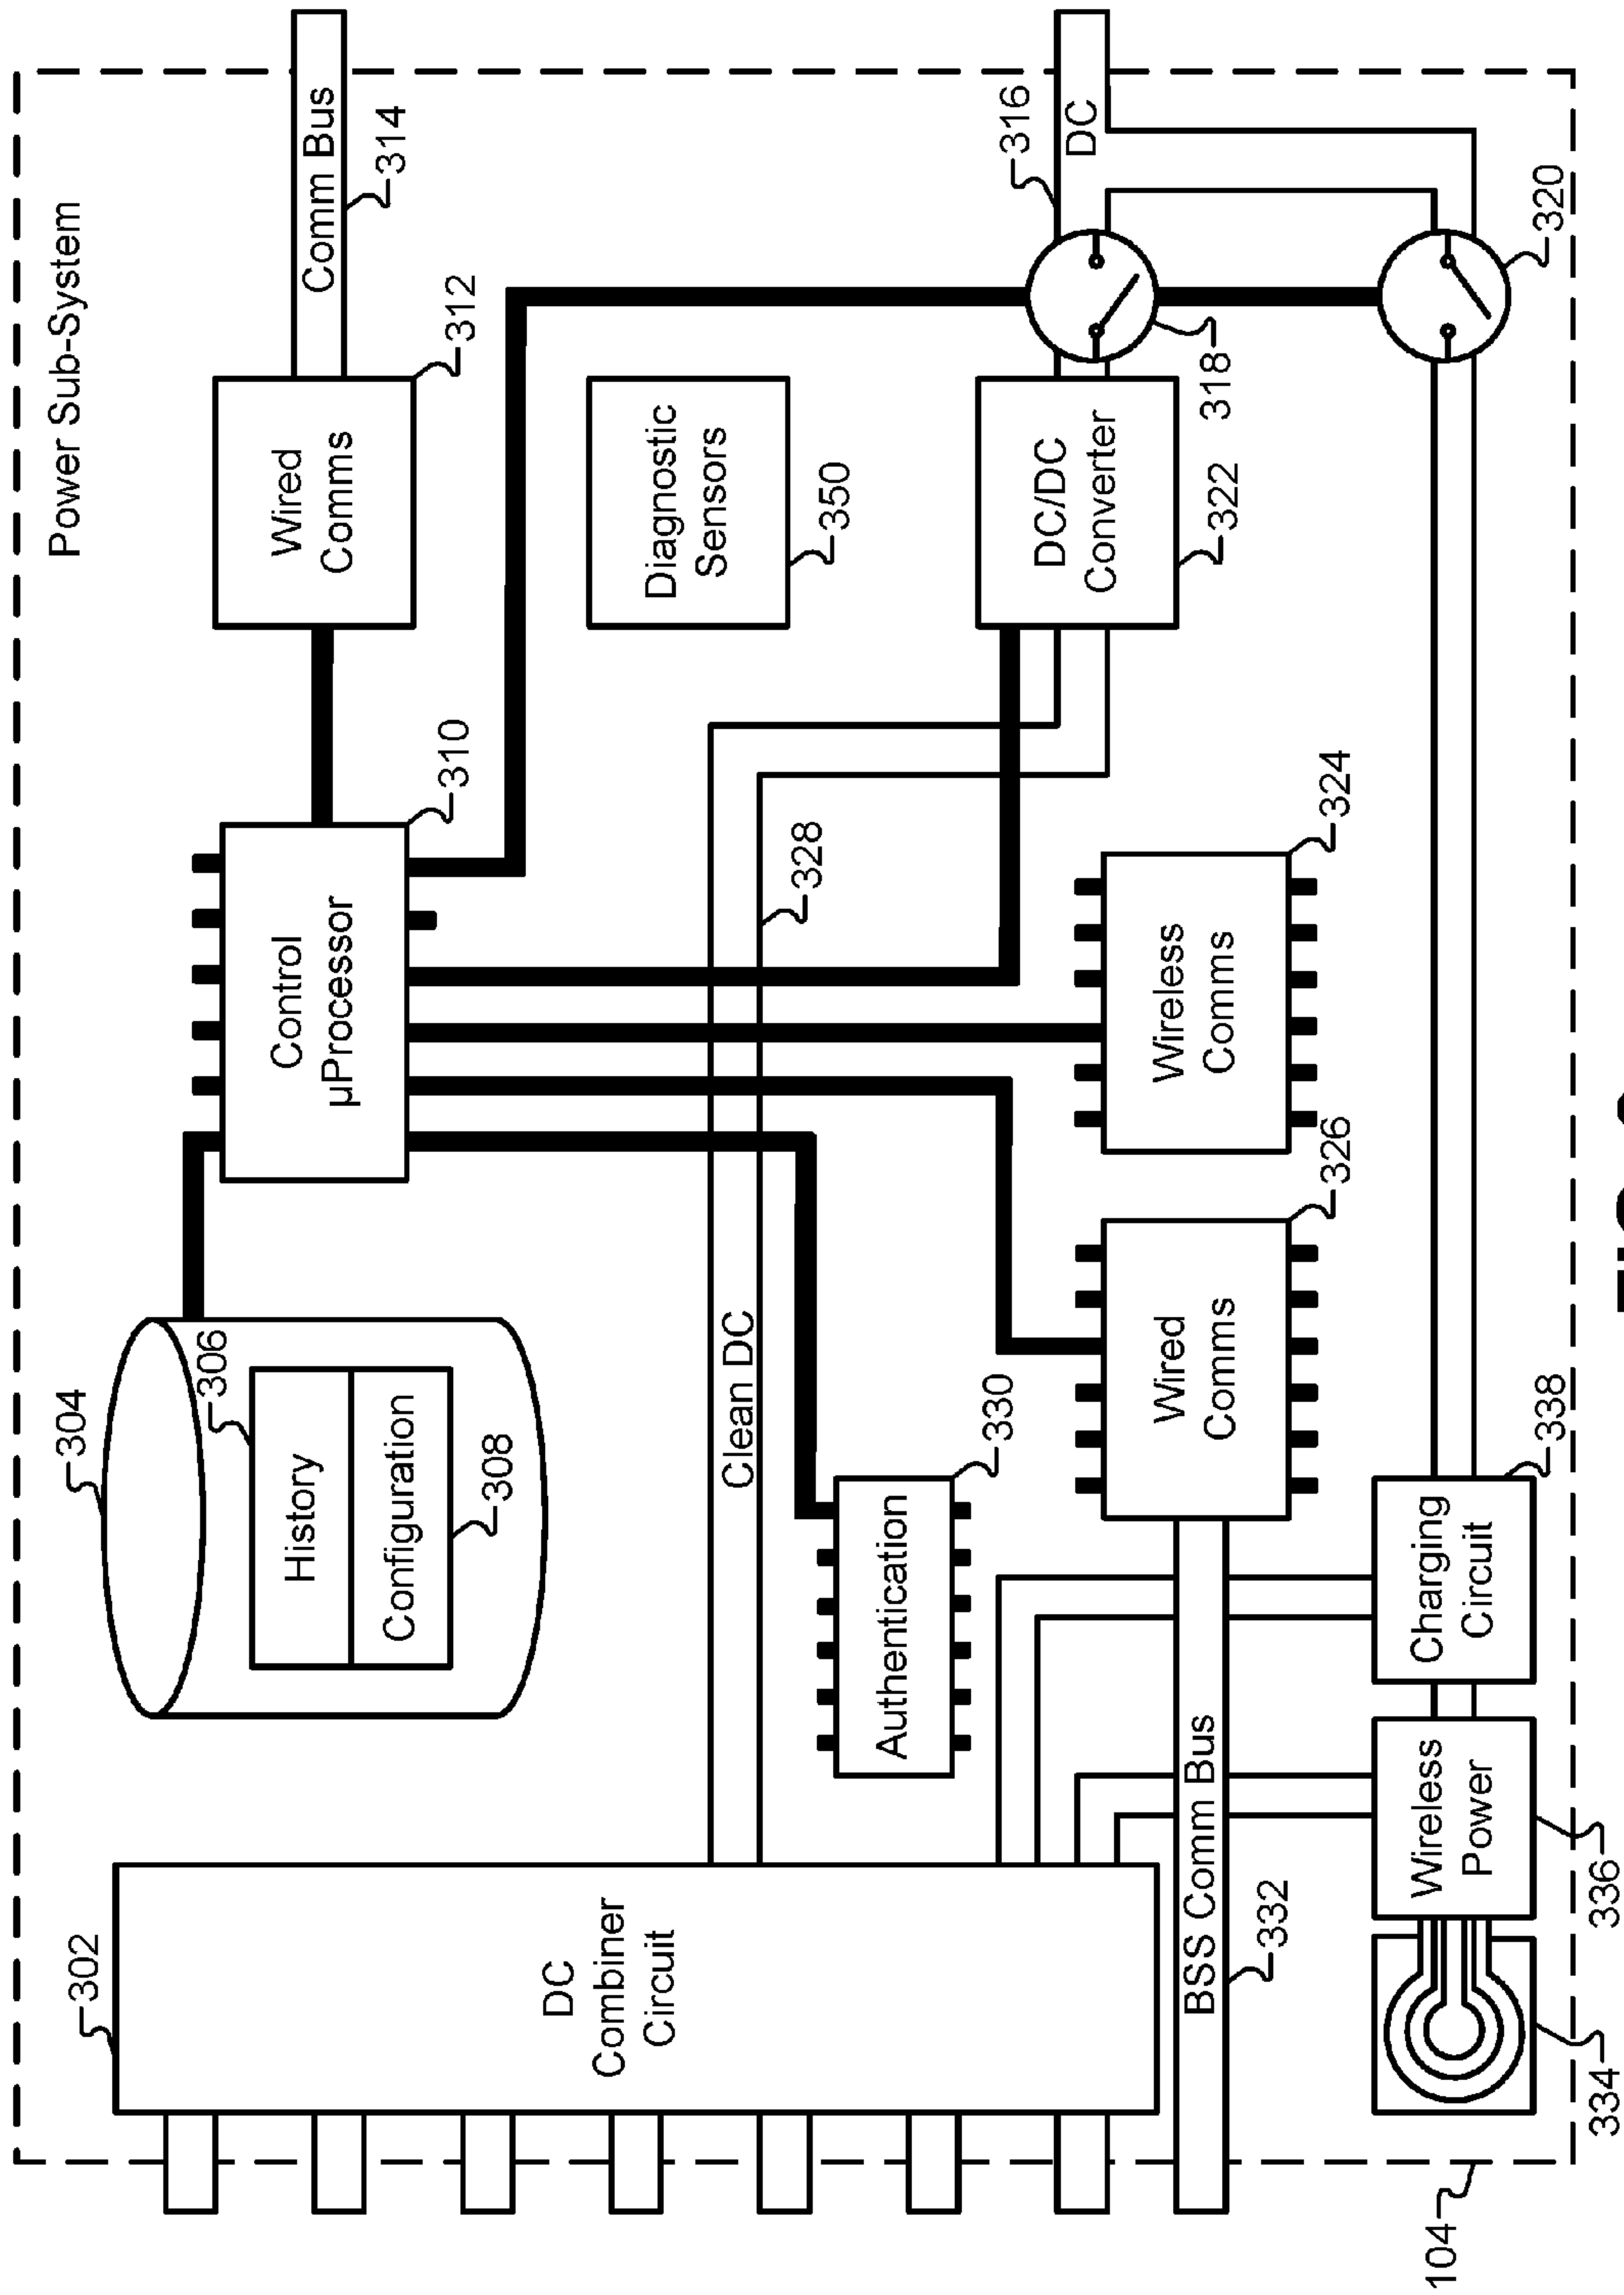 Power Sub-System
302
304
306
History
Configuration
308
310
Control
µProcessor
Wired
Comms
312
Comm Bus
314
DC
Combiner
Circuit
Clean DC
328
Diagnostic
Sensors
350
316
DC
318
DC/DC
Converter
322
Authentication
330
Wireless
Comms
324
Wired
Comms
326
BSS Comm Bus
332
320
Charging
Circuit
338
Wireless
Power
336
334
104